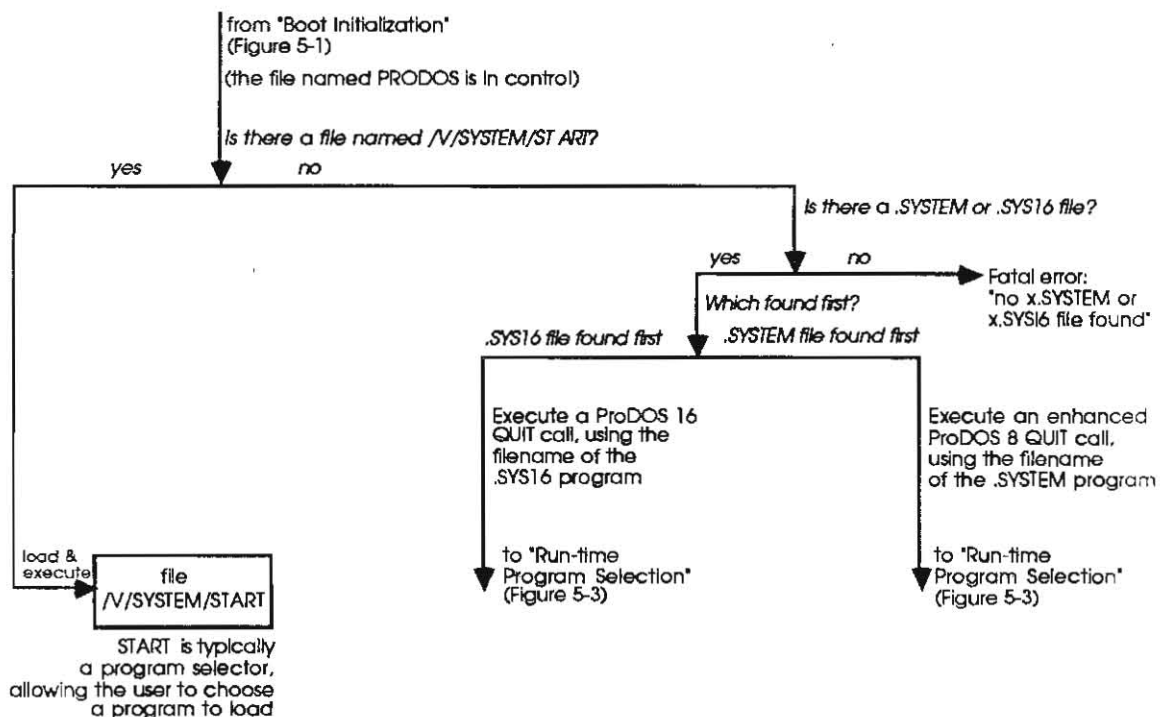 from "Boot Initialization"
(Figure 5-1)
(the file named PRODOS is in control)
Is there a file named /V/SYSTEM/ST ART?
yes
no
Is there a .SYSTEM or .SYS16 file?
yes
no
Fatal error:
"no x.SYSTEM or
x.SYS16 file found"
Which found first?
.SYS16 file found first
.SYSTEM file found first
Execute a ProDOS 16
QUIT call, using the
filename of the
.SYS16 program
Execute an enhanced
ProDOS 8 QUIT call,
using the filename
of the .SYSTEM program
load &
execute
file
/V/SYSTEM/START
to "Run-time
Program Selection"
(Figure 5-3)
to "Run-time
Program Selection"
(Figure 5-3)
START is typically
a program selector,
allowing the user to choose
a program to load